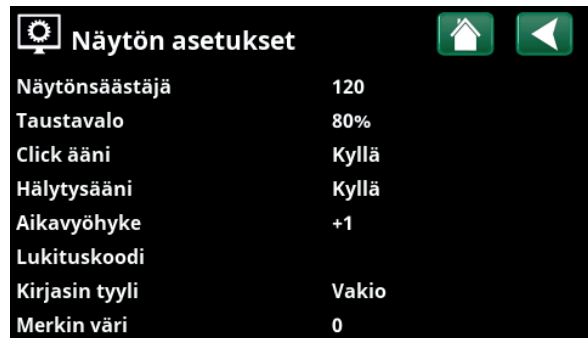 Näytön asetukset
Näytönsäästäjä 120
Taustavalo 80%
Click ääni Kyllä
Hälytysääni Kyllä
Aikavyöhyke +1
Lukituskoodi
Kirjasin tyyli Vakio
Merkin väri 0